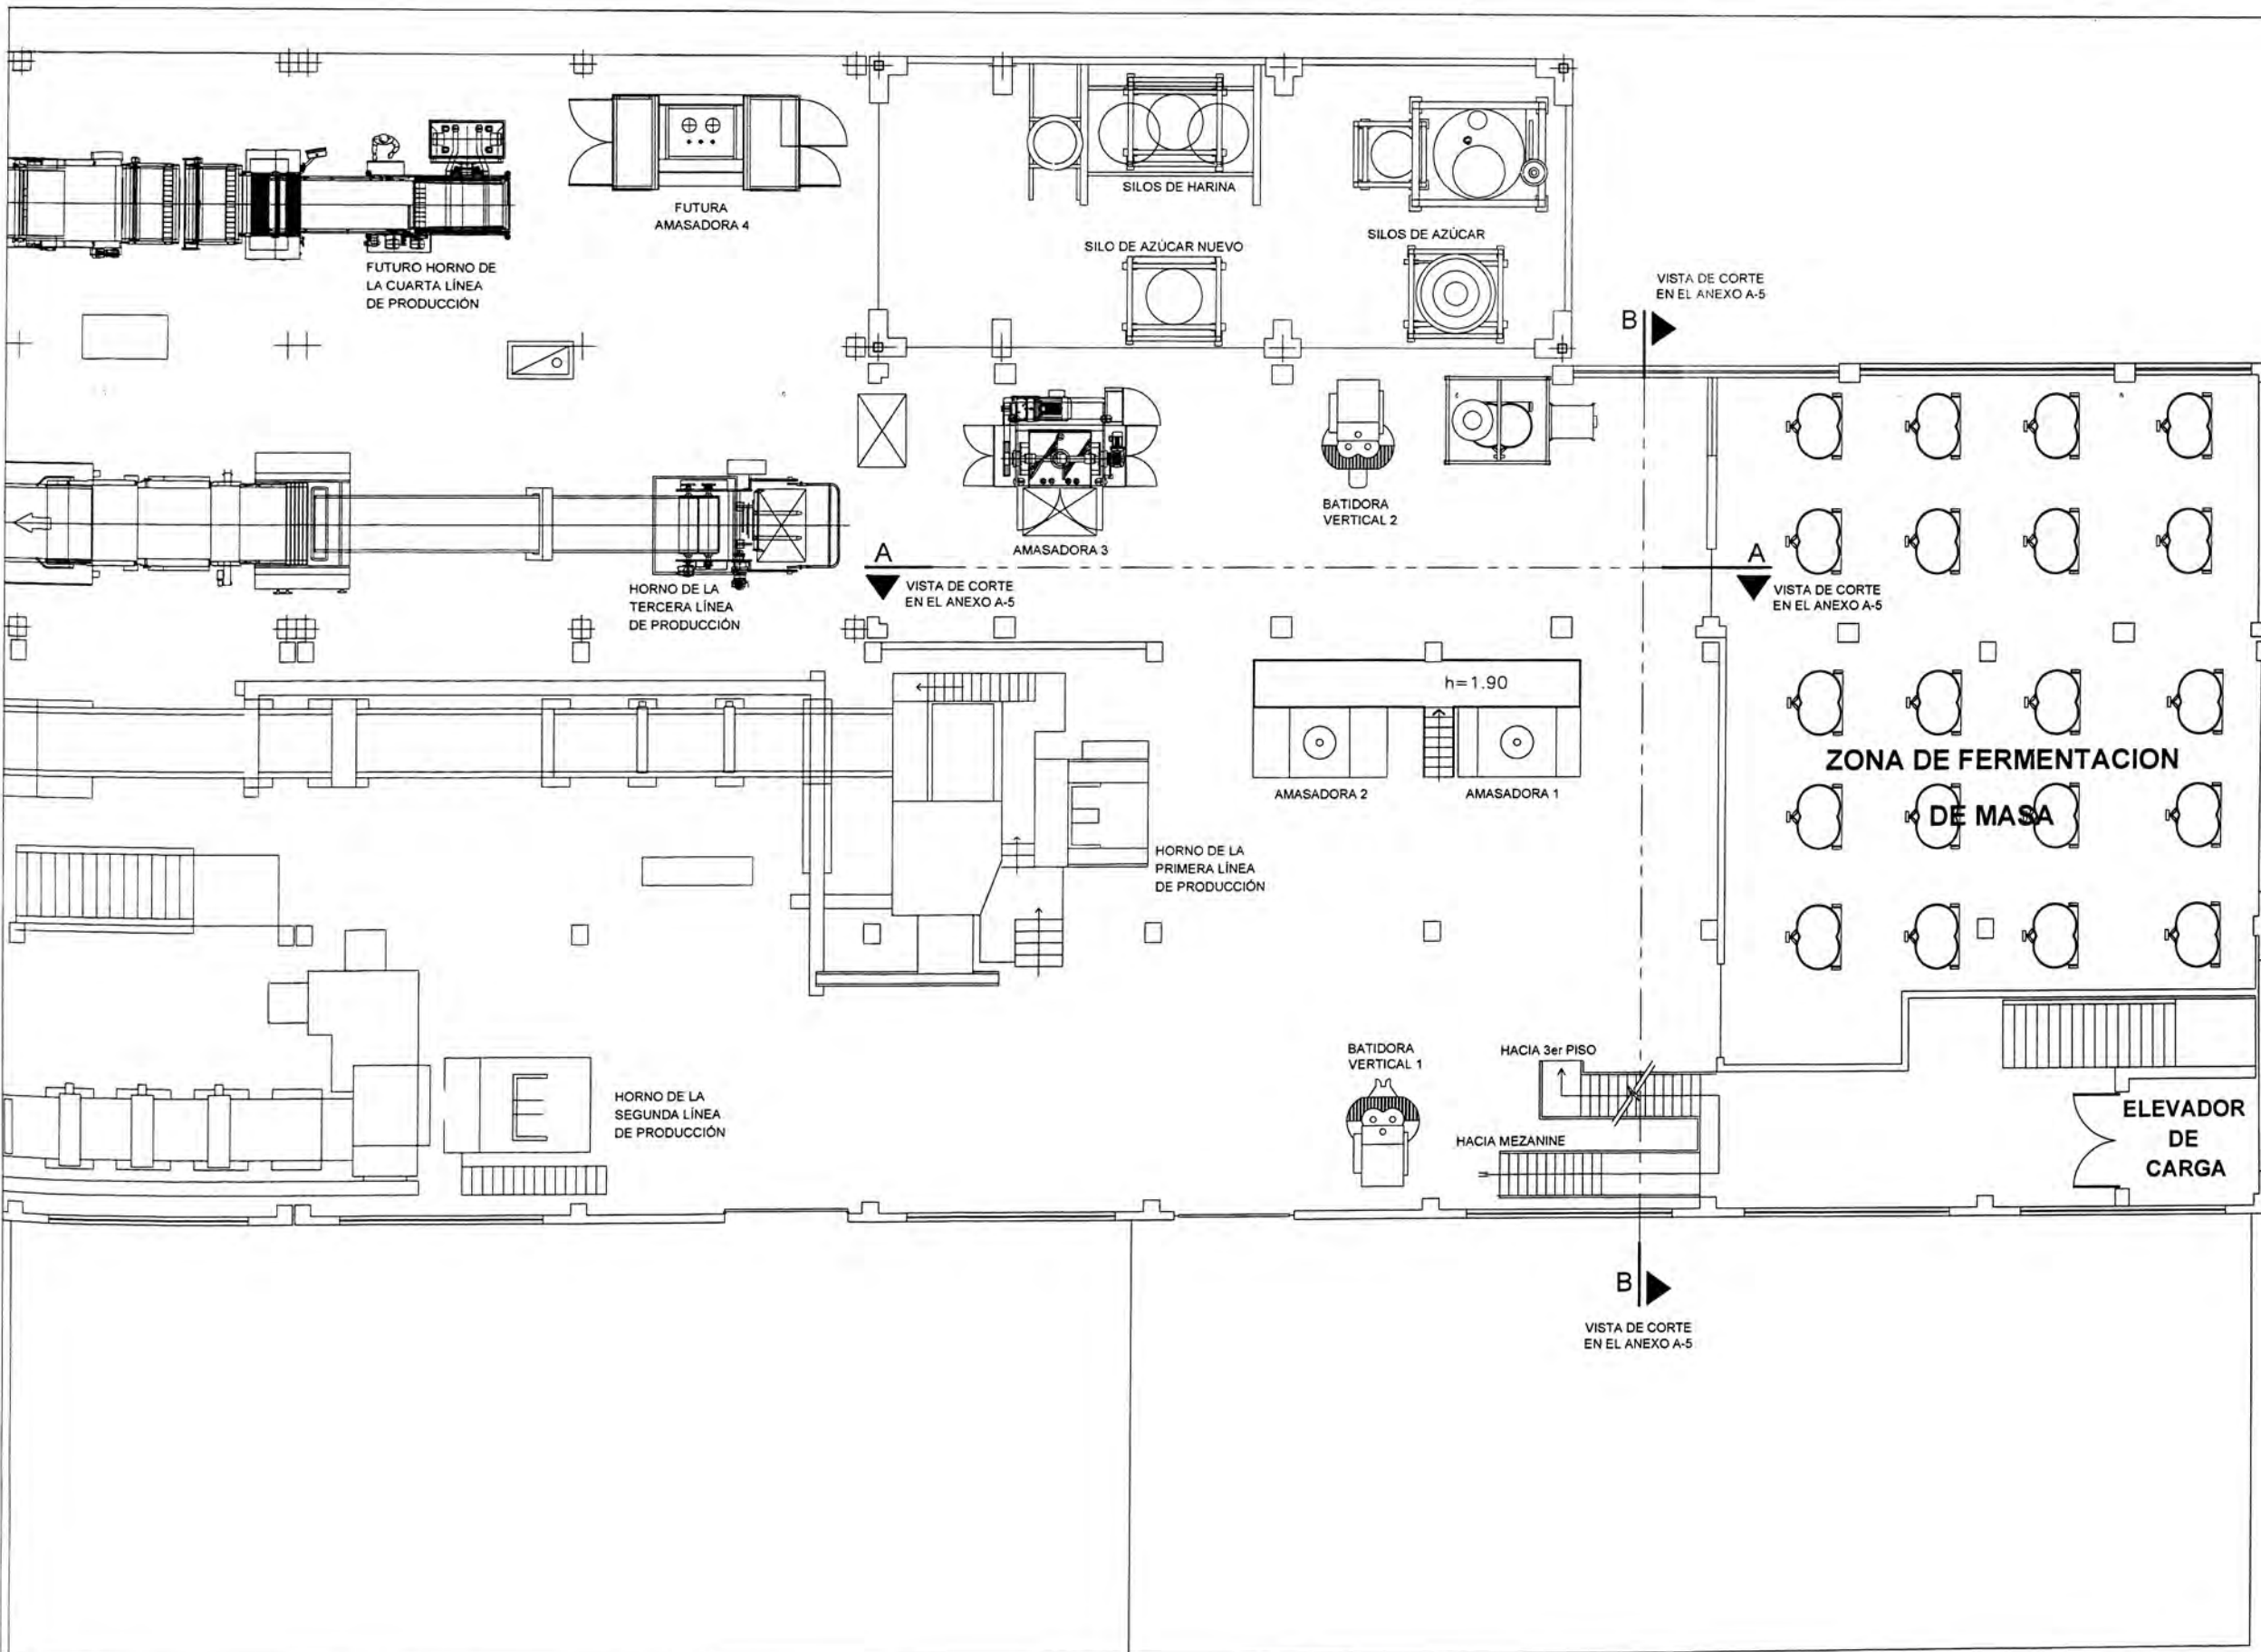 FUTURA
AMASADORA 4
FUTURO HORNO DE
LA CUARTA LÍNEA
DE PRODUCCIÓN
SILOS DE HARINA
SILO DE AZÚCAR NUEVO
SILOS DE AZÚCAR
VISTA DE CORTE
EN EL ANEXO A-5
B
BATIDORA
VERTICAL 2
AMASADORA 3
A
VISTA DE CORTE
EN EL ANEXO A-5
A
VISTA DE CORTE
EN EL ANEXO A-5
HORNO DE LA
TERCERA LÍNEA
DE PRODUCCIÓN
h=1.90
AMASADORA 2
AMASADORA 1
ZONA DE FERMENTACION
DE MASA
HORNO DE LA
PRIMERA LÍNEA
DE PRODUCCIÓN
BATIDORA
VERTICAL 1
HACIA 3er PISO
HACIA MEZANINE
HORNO DE LA
SEGUNDA LÍNEA
DE PRODUCCIÓN
ELEVADOR
DE
CARGA
B
VISTA DE CORTE
EN EL ANEXO A-5